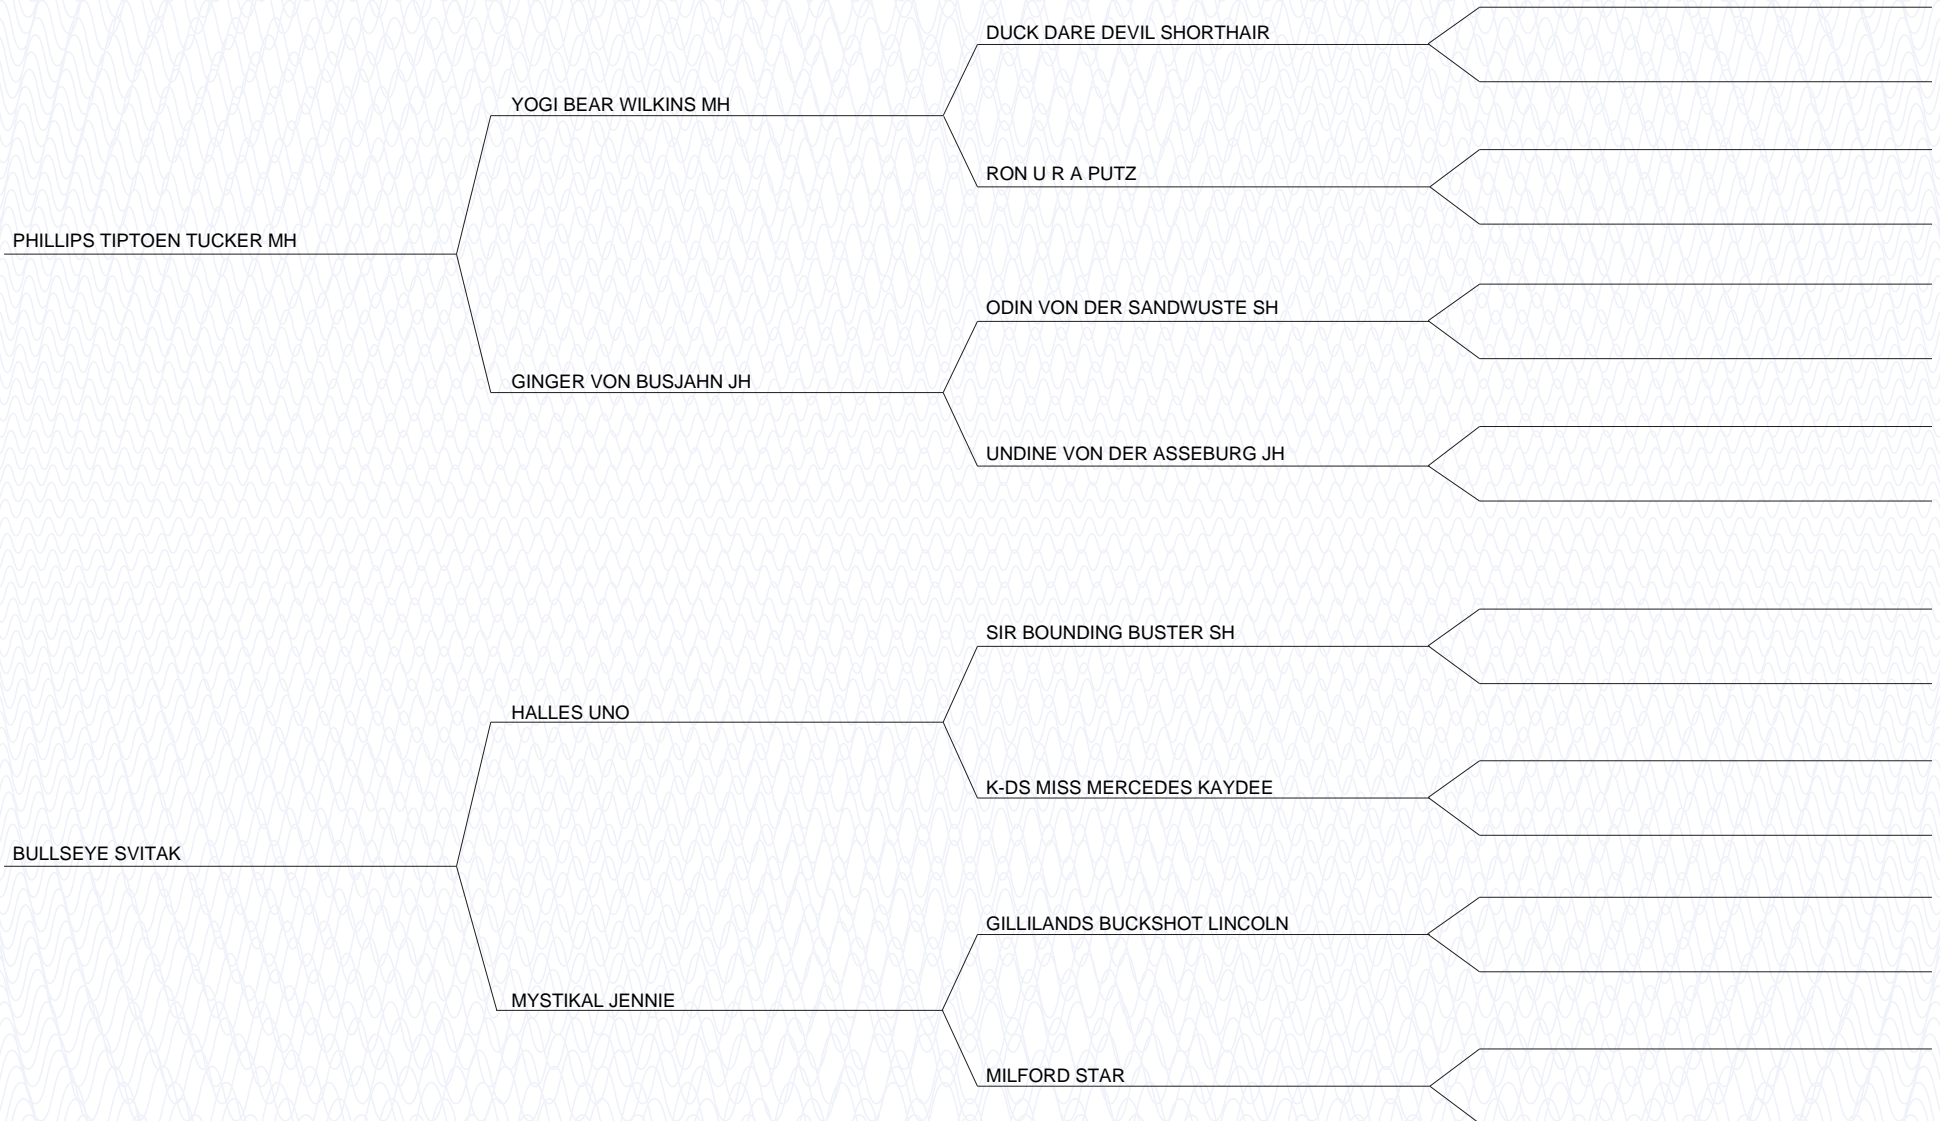 DUCK DARE DEVIL SHORTHAIR
YOGI BEAR WILKINS MH
RON U R A PUTZ
PHILLIPS TIPTOEN TUCKER MH
ODIN VON DER SANDWUSTE SH
GINGER VON BUSJAHN JH
UNDINE VON DER ASSEBURG JH
SIR BOUNDING BUSTER SH
HALLES UNO
K-DS MISS MERCEDES KAYDEE
BULLSEYE SVITAK
GILLILANDS BUCKSHOT LINCOLN
MYSTIKAL JENNIE
MILFORD STAR